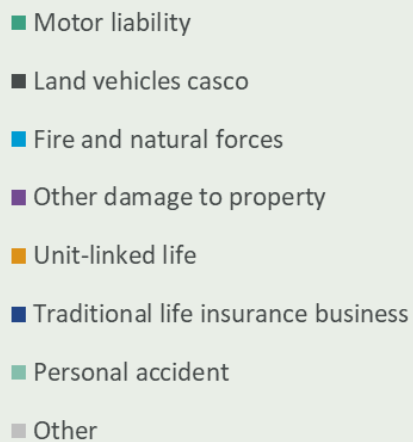 Motor liability
Land vehicles casco
Fire and natural forces
Other damage to property
Unit-linked life
Traditional life insurance business
Personal accident
Other